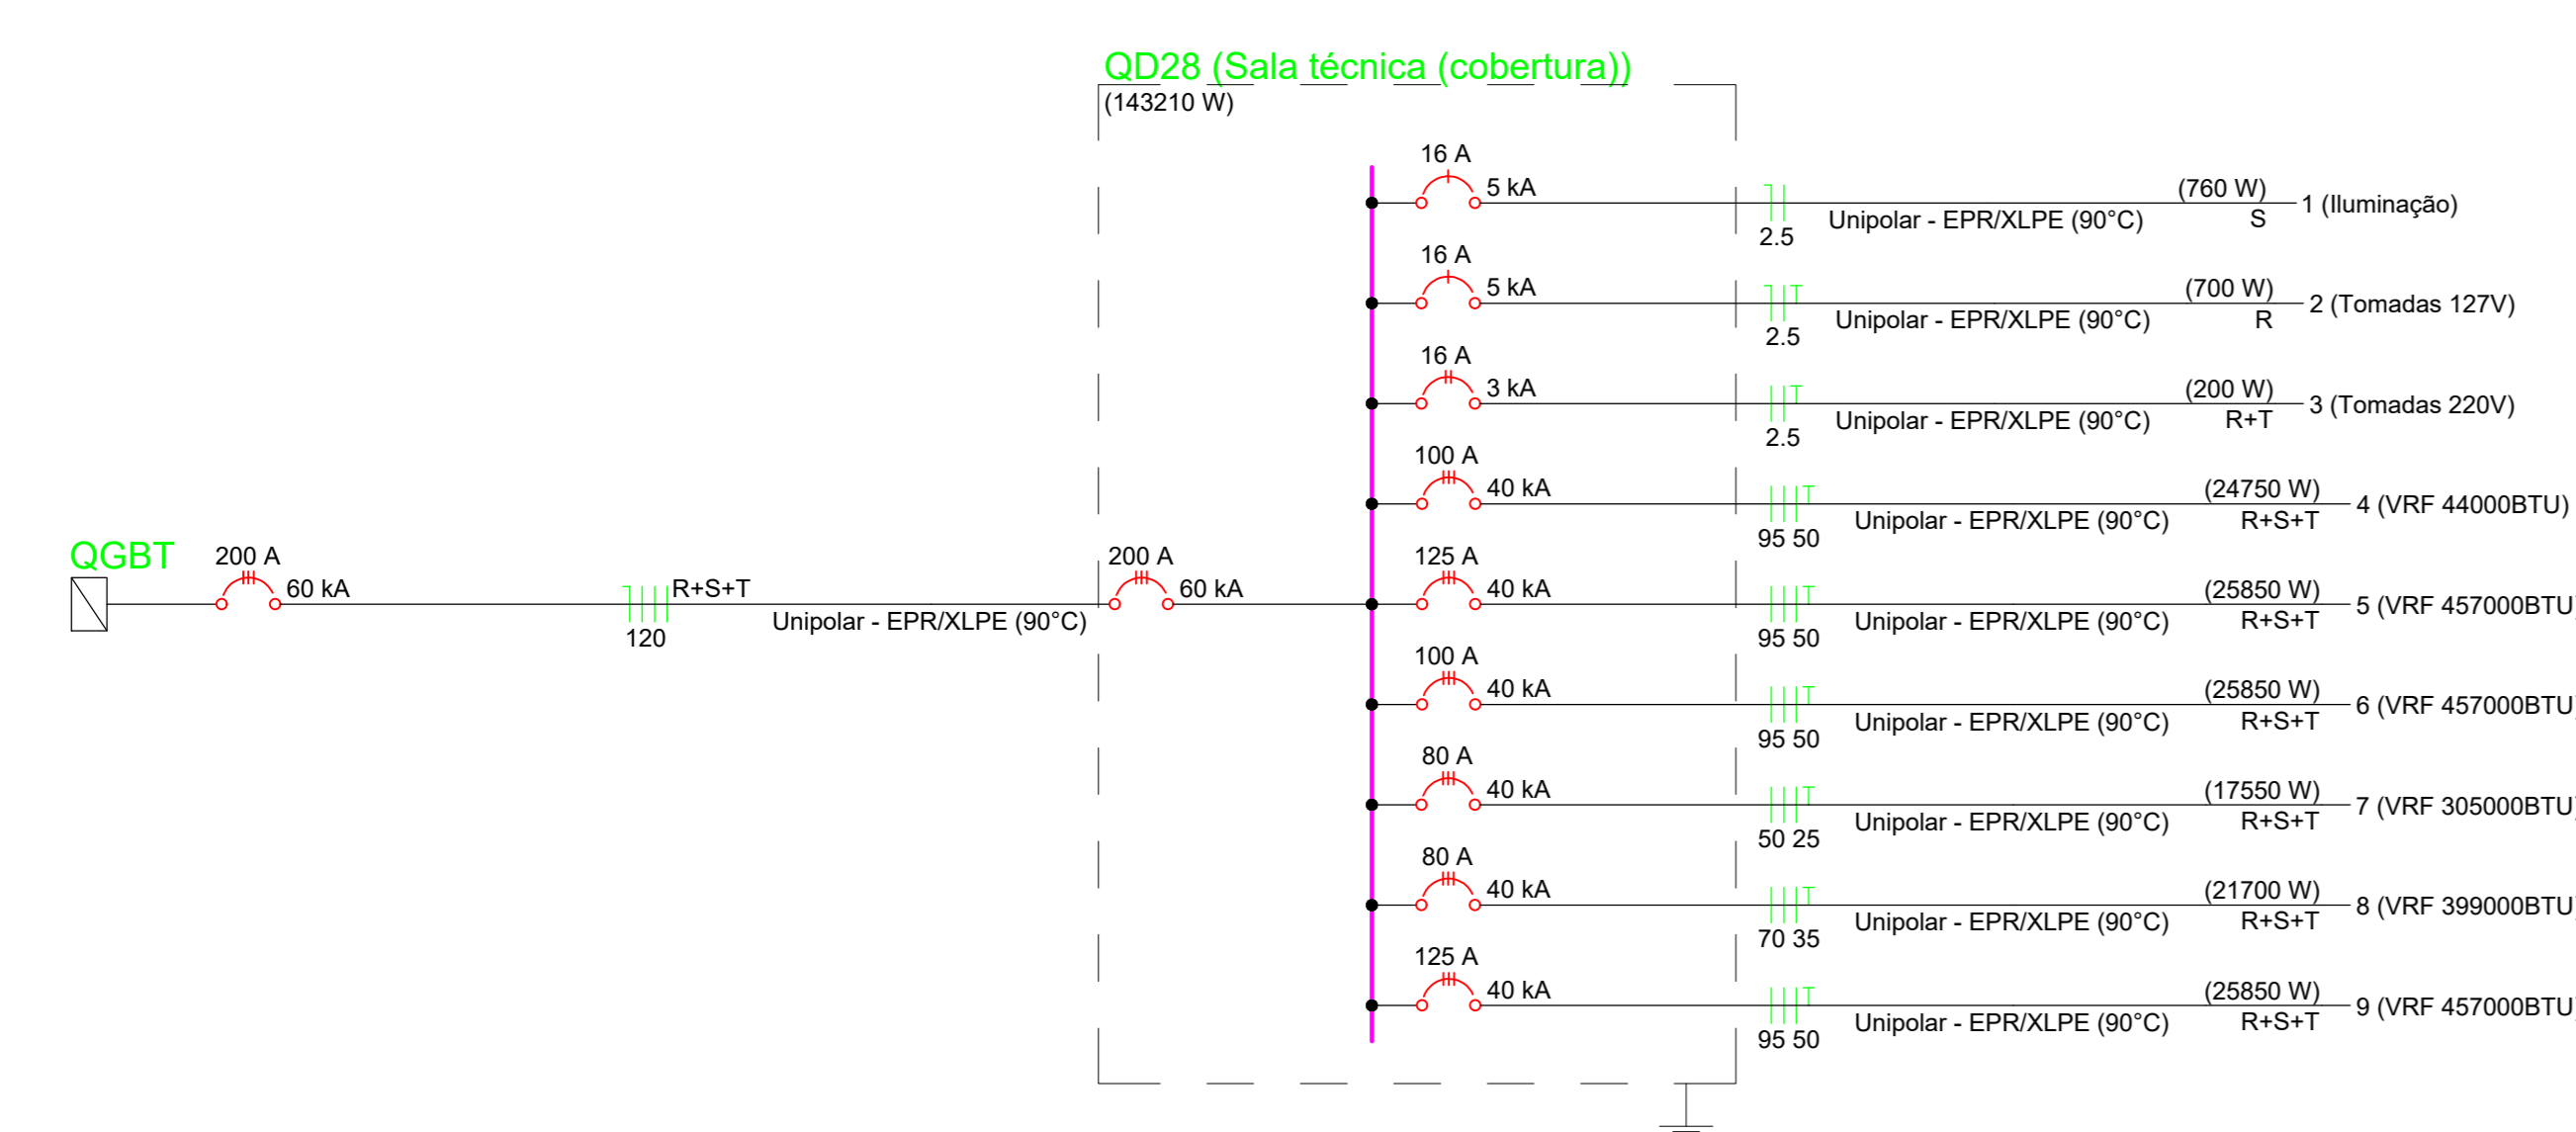 QD28 (Sala técnica (cobertura))
(143210 W)
16 A
5 kA
2.5
Unipolar - EPR/XLPE (90°C)
(760 W)
S
1 (Iluminação)
16 A
5 kA
2.5
Unipolar - EPR/XLPE (90°C)
(700 W)
R
2 (Tomadas 127V)
16 A
3 kA
2.5
Unipolar - EPR/XLPE (90°C)
(200 W)
R+T
3 (Tomadas 220V)
100 A
40 kA
95 50
Unipolar - EPR/XLPE (90°C)
(24750 W)
R+S+T
4 (VRF 44000BTU)
QGBT
200 A
60 kA
R+S+T
120
Unipolar - EPR/XLPE (90°C)
200 A
60 kA
125 A
40 kA
95 50
Unipolar - EPR/XLPE (90°C)
(25850 W)
R+S+T
5 (VRF 457000BTU)
100 A
40 kA
95 50
Unipolar - EPR/XLPE (90°C)
(25850 W)
R+S+T
6 (VRF 457000BTU)
80 A
40 kA
50 25
Unipolar - EPR/XLPE (90°C)
(17550 W)
R+S+T
7 (VRF 305000BTU)
80 A
40 kA
70 35
Unipolar - EPR/XLPE (90°C)
(21700 W)
R+S+T
8 (VRF 399000BTU)
125 A
40 kA
95 50
Unipolar - EPR/XLPE (90°C)
(25850 W)
R+S+T
9 (VRF 457000BTU)